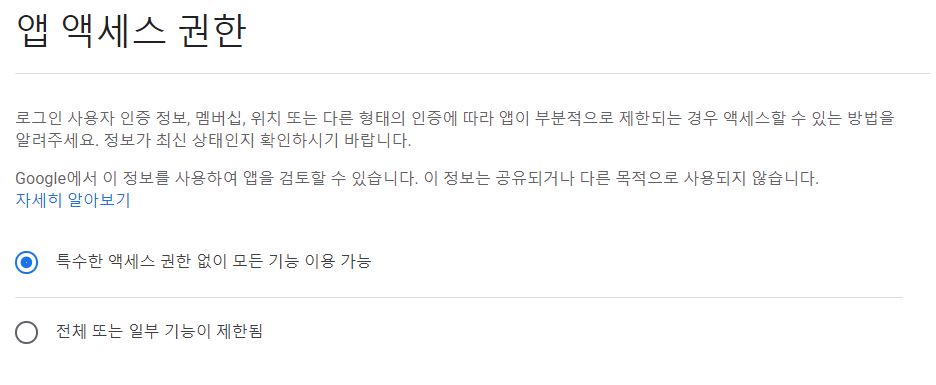 앱 액세스 권한
로그인 사용자 인증 정보, 멤버십, 위치 또는 다른 형태의 인증에 따라 앱이 부분적으로 제한되는 경우 액세스할 수 있는 방법을
알려주세요. 정보가 최신 상태인지 확인하시기 바랍니다.
Google에서 이 정보를 사용하여 앱을 검토할 수 있습니다. 이 정보는 공유되거나 다른 목적으로 사용되지 않습니다.
자세히 알아보기
특수한 액세스 권한 없이 모든 기능 이용 가능
전체 또는 일부 기능이 제한됨